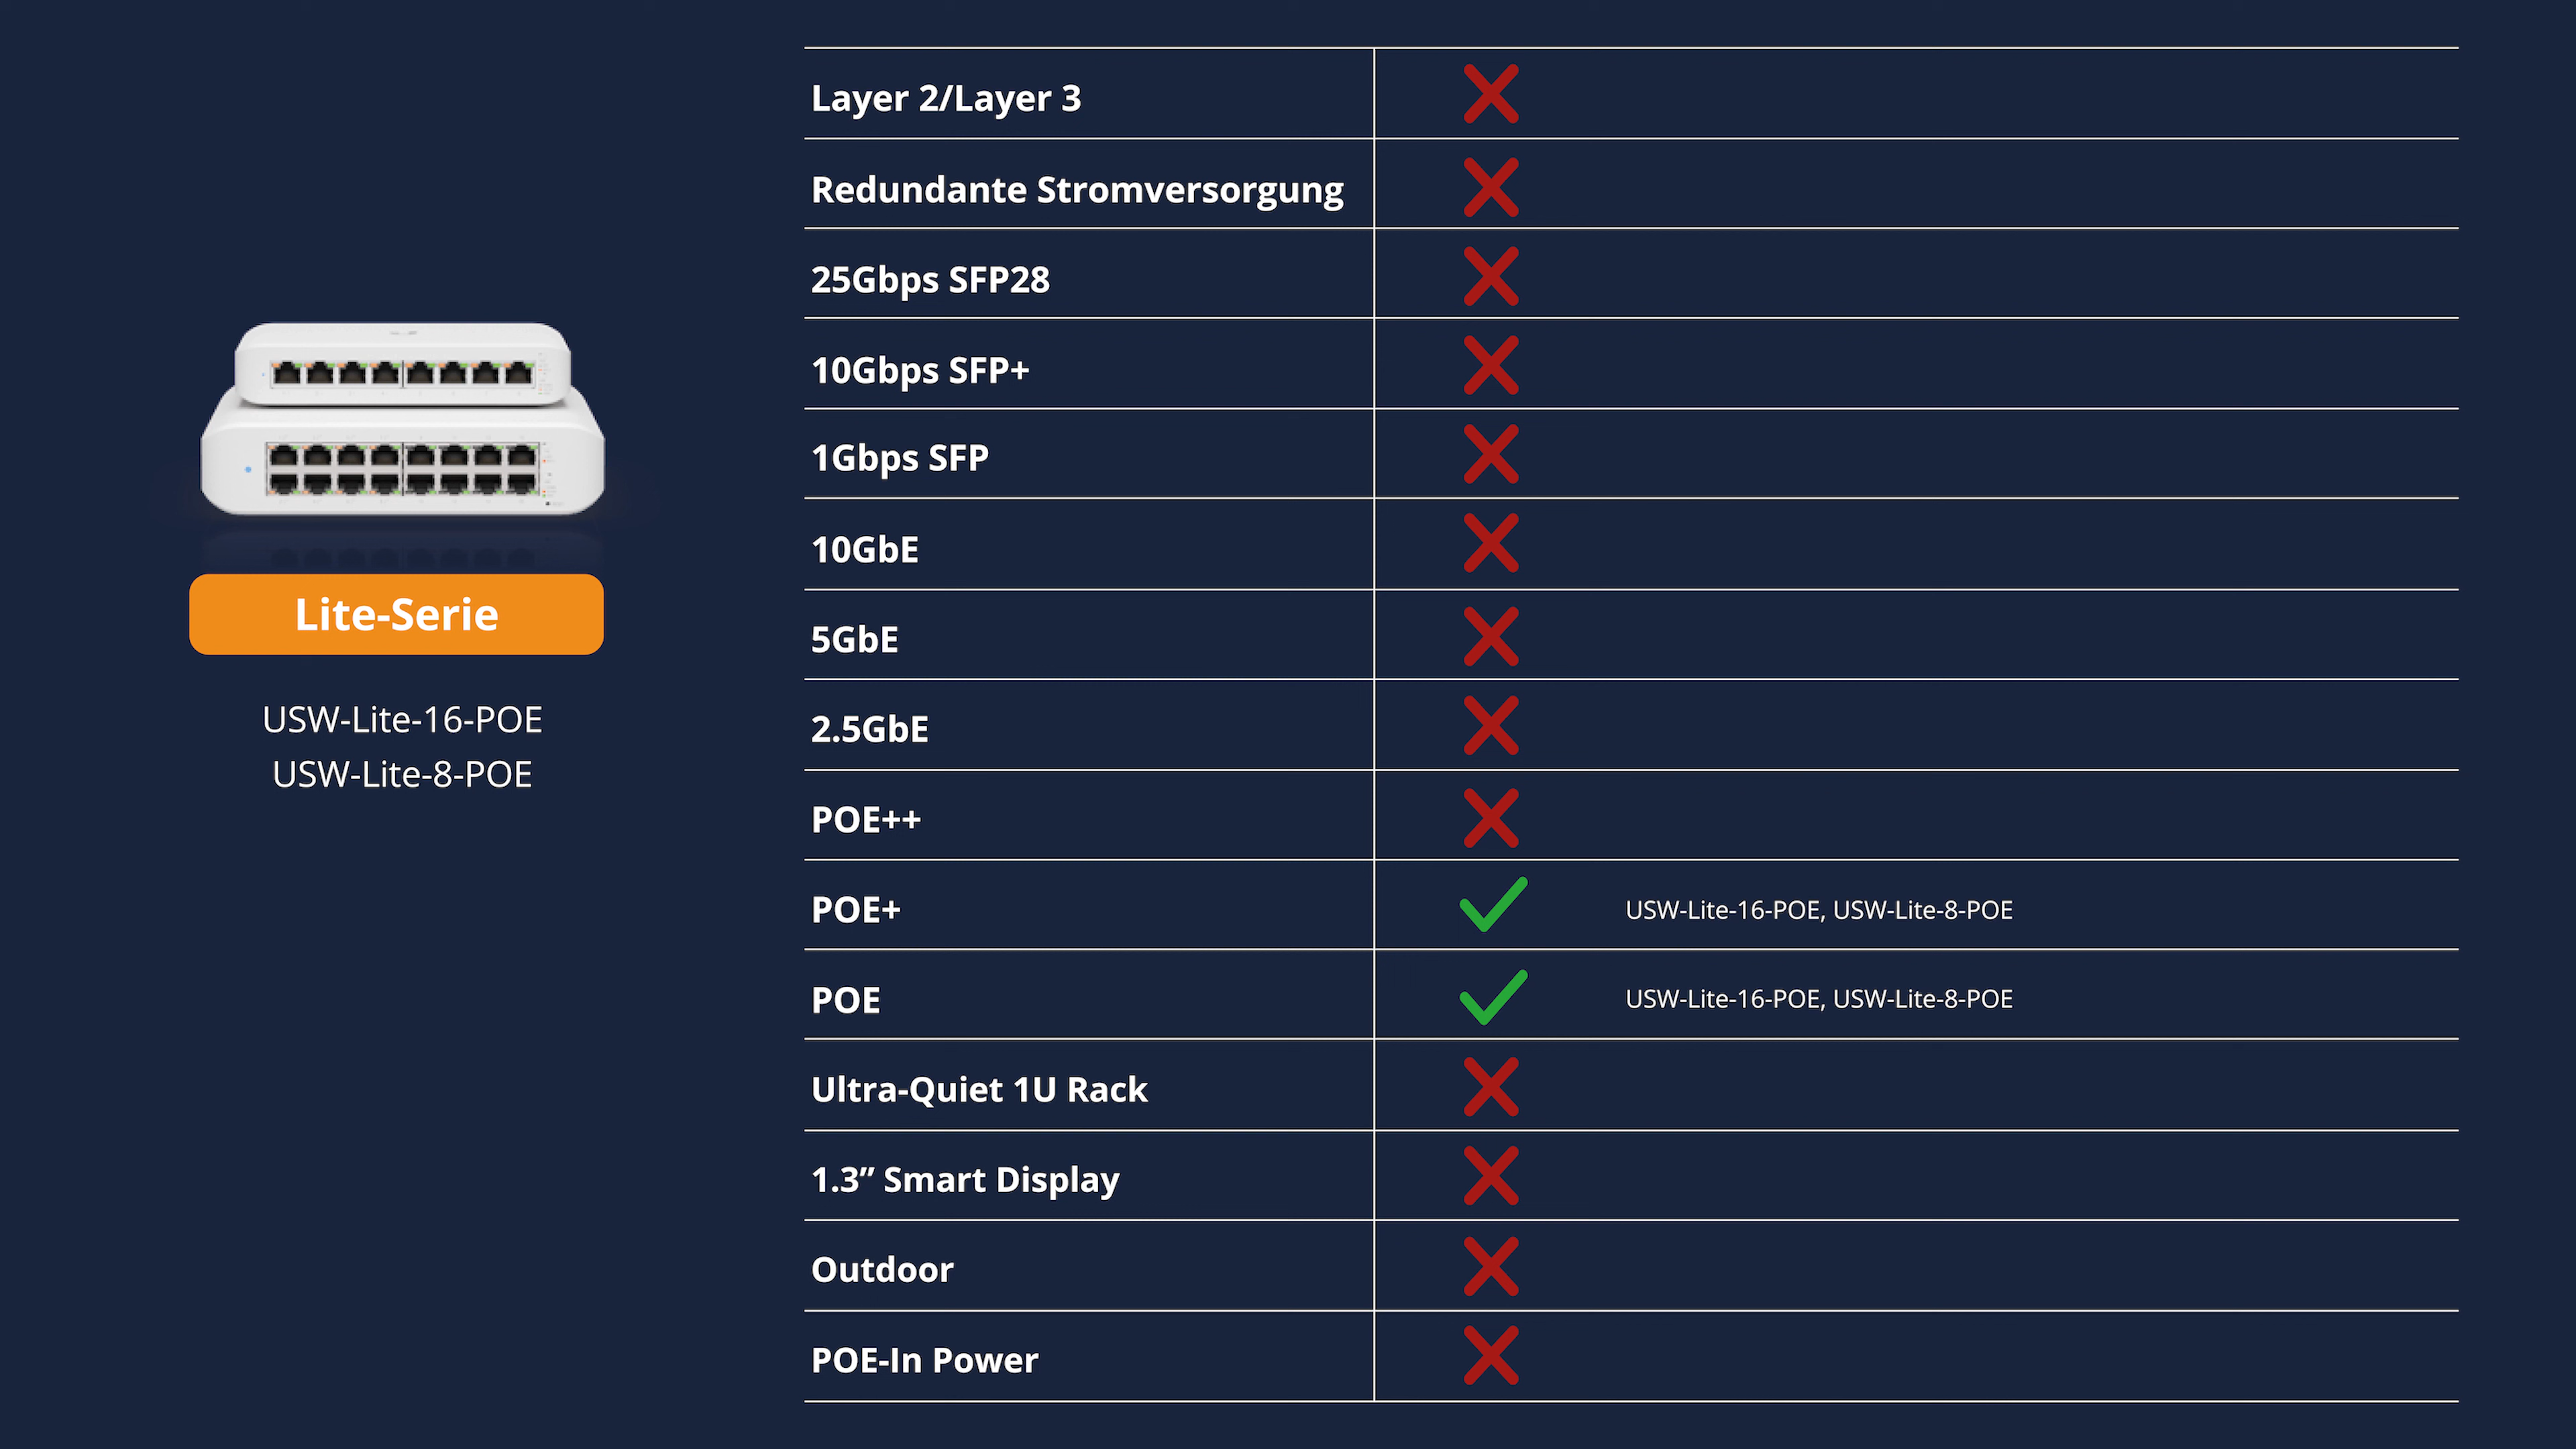 Lite-Serie
USW-Lite-16-POE
USW-Lite-8-POE
Layer 2/Layer 3
Redundante Stromversorgung
25Gbps SFP28
10Gbps SFP+
1Gbps SFP
10GbE
5GbE
2.5GbE
POE++
POE+ USW-Lite-16-POE, USW-Lite-8-POE
POE USW-Lite-16-POE, USW-Lite-8-POE
Ultra-Quiet 1U Rack
1.3” Smart Display
Outdoor
POE-In Power